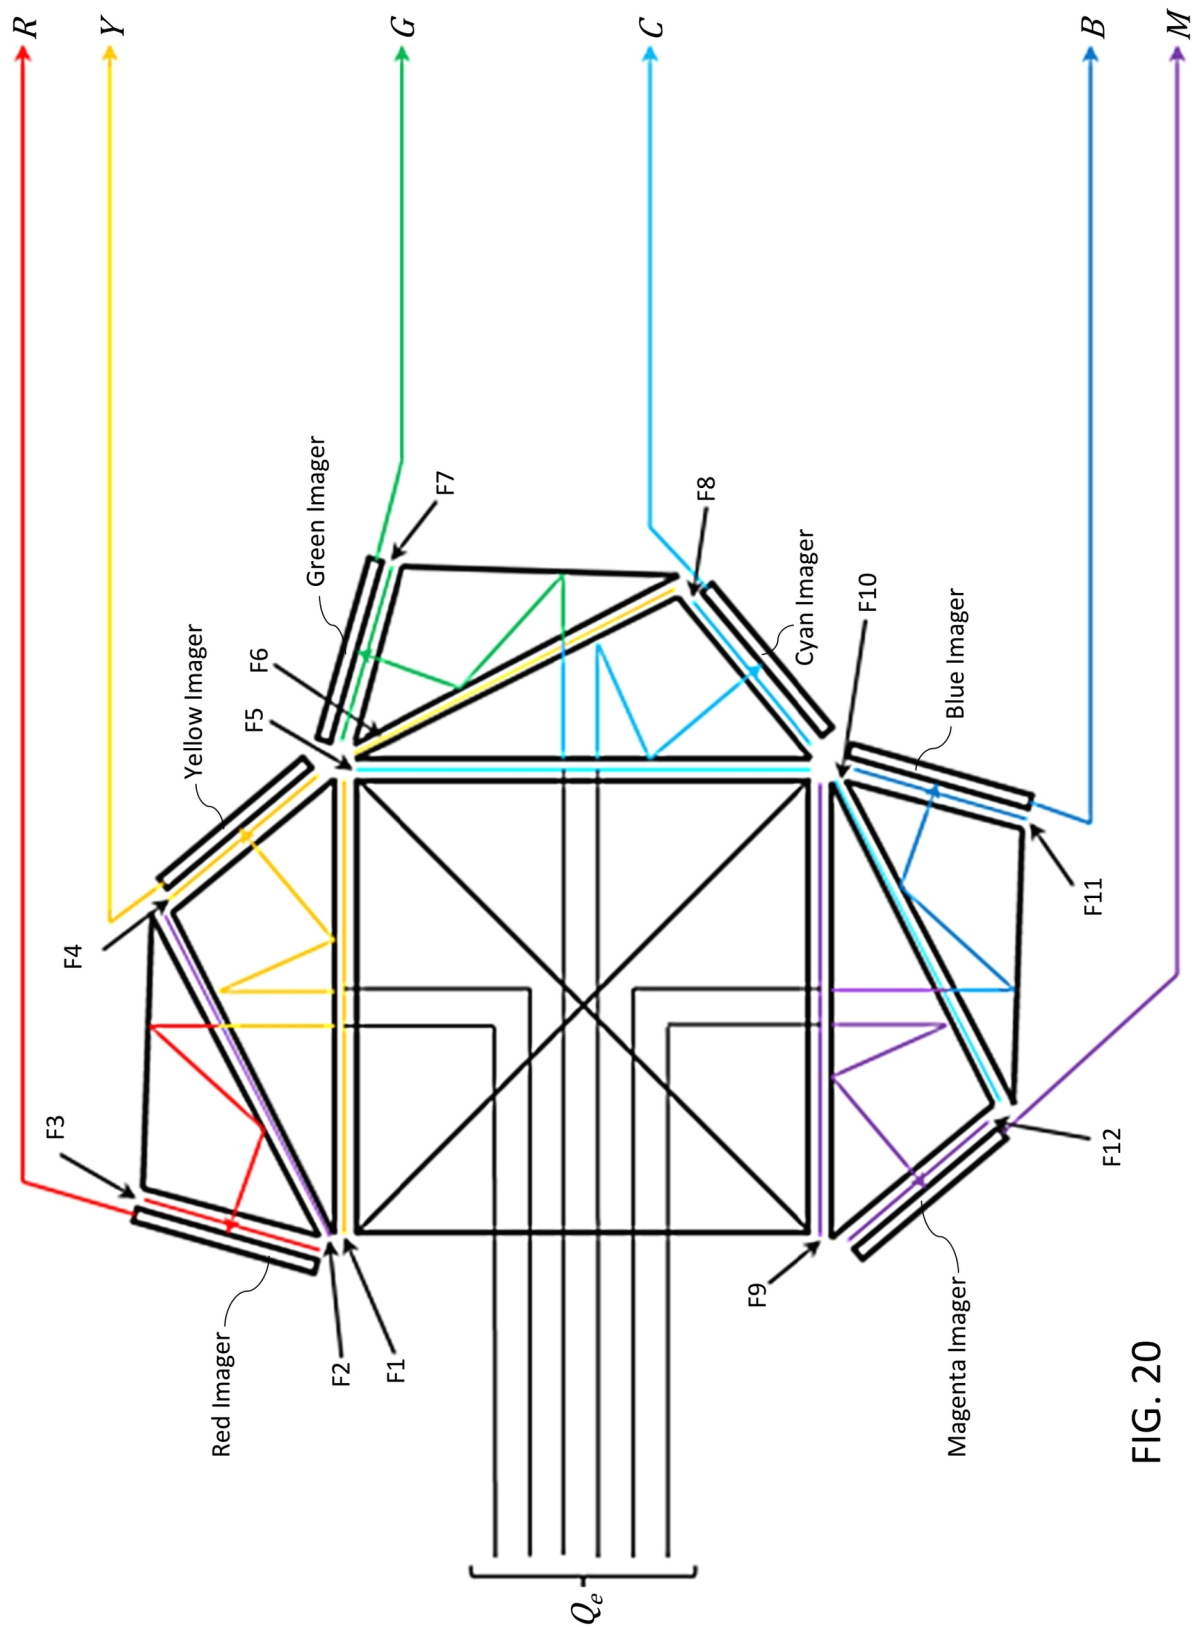 R
Y
G
C
B
M
Green Imager
F7
F8
Yellow Imager
F6
F5
Cyan Imager
F10
Blue Imager
F4
F11
F3
F12
Red Imager
F2
F1
F9
Magenta Imager
Qe
FIG. 20